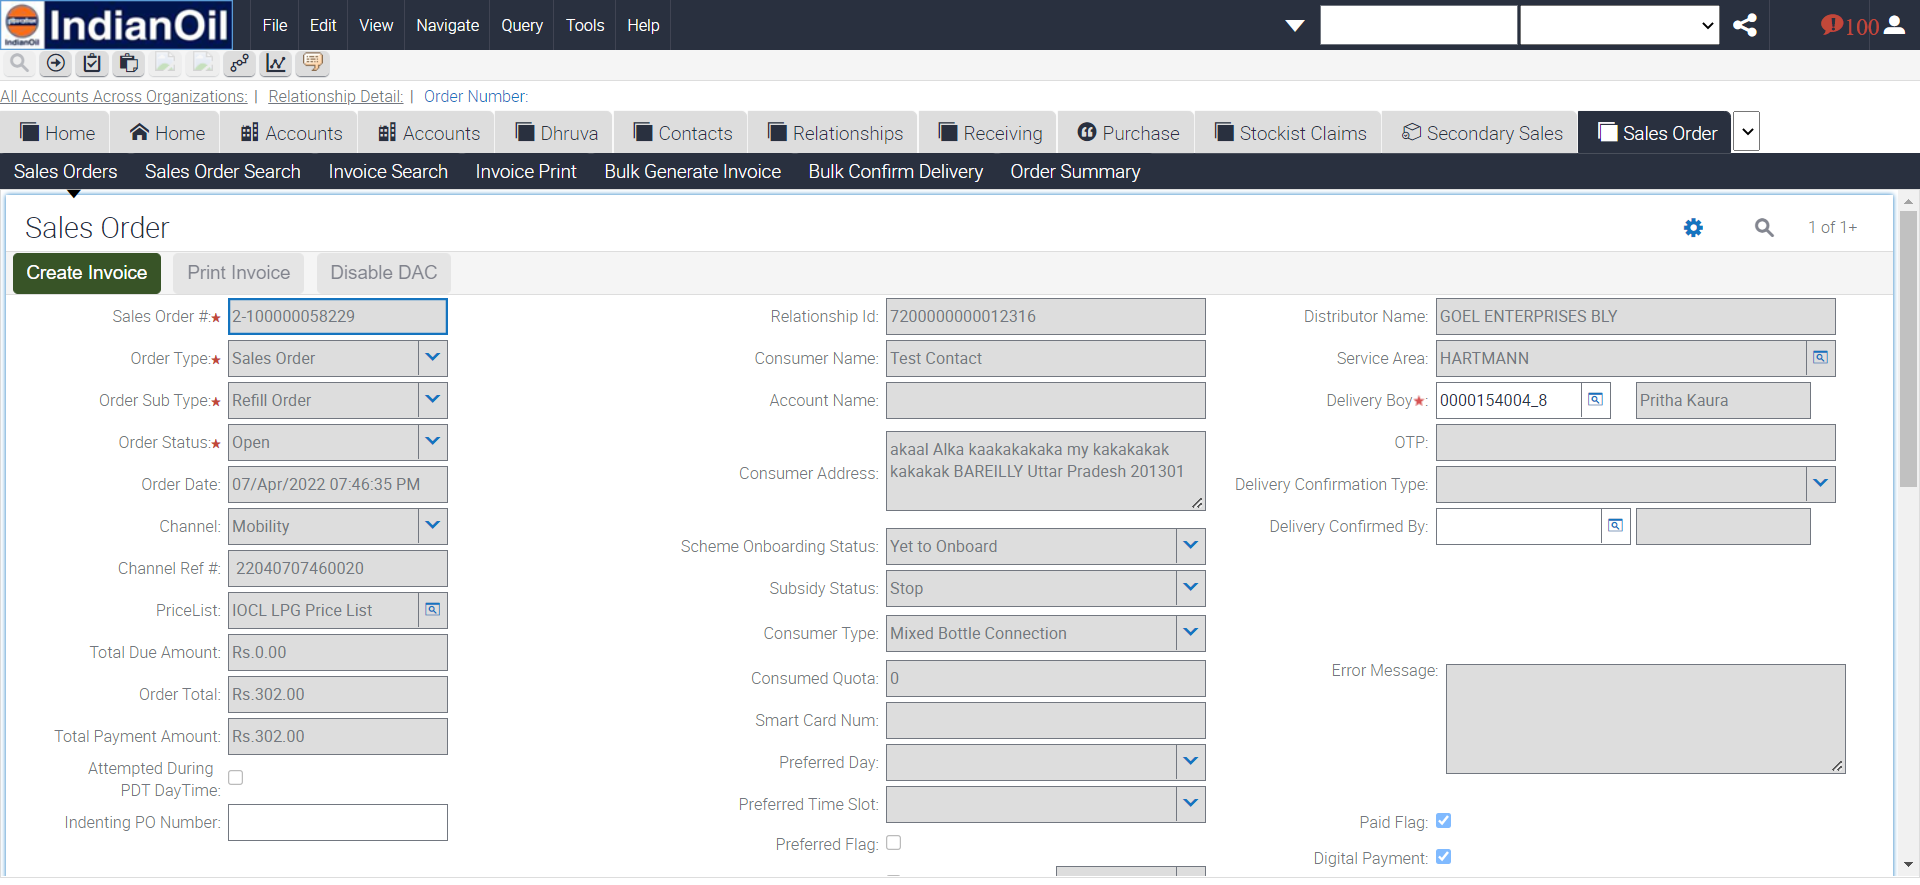 IndianOil
File Edit View Navigate Query Tools Help
100
All Accounts Across Organizations: | Relationship Detail: | Order Number:
Home Home Accounts Accounts Dhruva Contacts Relationships Receiving Purchase Stockist Claims Secondary Sales Sales Order
Sales Orders Sales Order Search Invoice Search Invoice Print Bulk Generate Invoice Bulk Confirm Delivery Order Summary
Sales Order
1 of 1+
Create Invoice Print Invoice Disable DAC
Sales Order #:★ 2-100000058229
Order Type:★ Sales Order
Order Sub Type:★ Refill Order
Order Status:★ Open
Order Date: 07/Apr/2022 07:46:35 PM
Channel: Mobility
Channel Ref #: 22040707460020
PriceList: IOCL LPG Price List
Total Due Amount: Rs.0.00
Order Total: Rs.302.00
Total Payment Amount: Rs.302.00
Attempted During
PDT DayTime:
Indenting PO Number:
Relationship Id: 7200000000012316
Consumer Name: Test Contact
Account Name:
Consumer Address: akaal Alka kaakakakaka my kakakakak
kakakak BAREILLY Uttar Pradesh 201301
Scheme Onboarding Status: Yet to Onboard
Subsidy Status: Stop
Consumer Type: Mixed Bottle Connection
Consumed Quota: 0
Smart Card Num:
Preferred Day:
Preferred Time Slot:
Preferred Flag:
Distributor Name: GOEL ENTERPRISES BLY
Service Area: HARTMANN
Delivery Boy★: 0000154004_8 Pritha Kaura
OTP:
Delivery Confirmation Type:
Delivery Confirmed By:
Error Message:
Paid Flag:
Digital Payment: